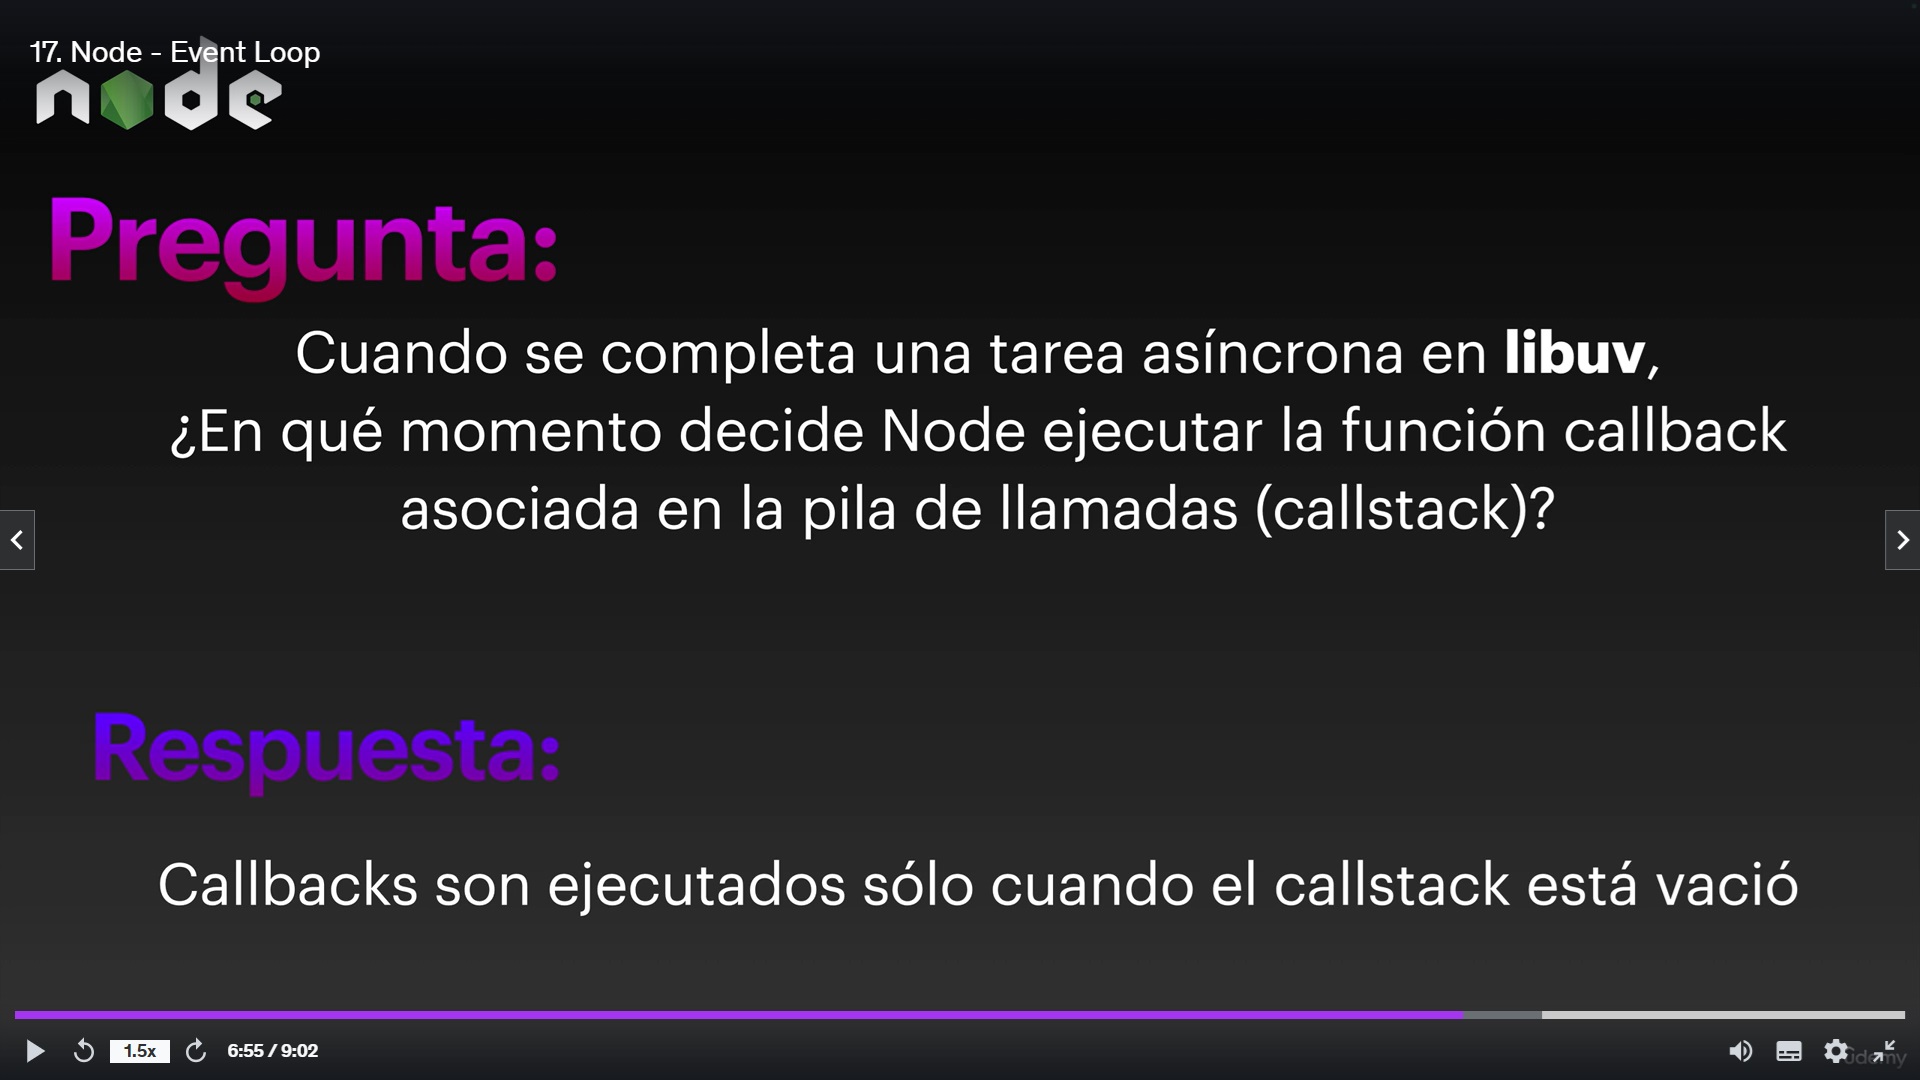 17. Node - Event Loop
node
Pregunta:
Cuando se completa una tarea asíncrona en libuv,
¿En qué momento decide Node ejecutar la función callback
asociada en la pila de llamadas (callstack)?
Respuesta:
Callbacks son ejecutados sólo cuando el callstack está vació
1.5x
6:55 / 9:02
Udemy